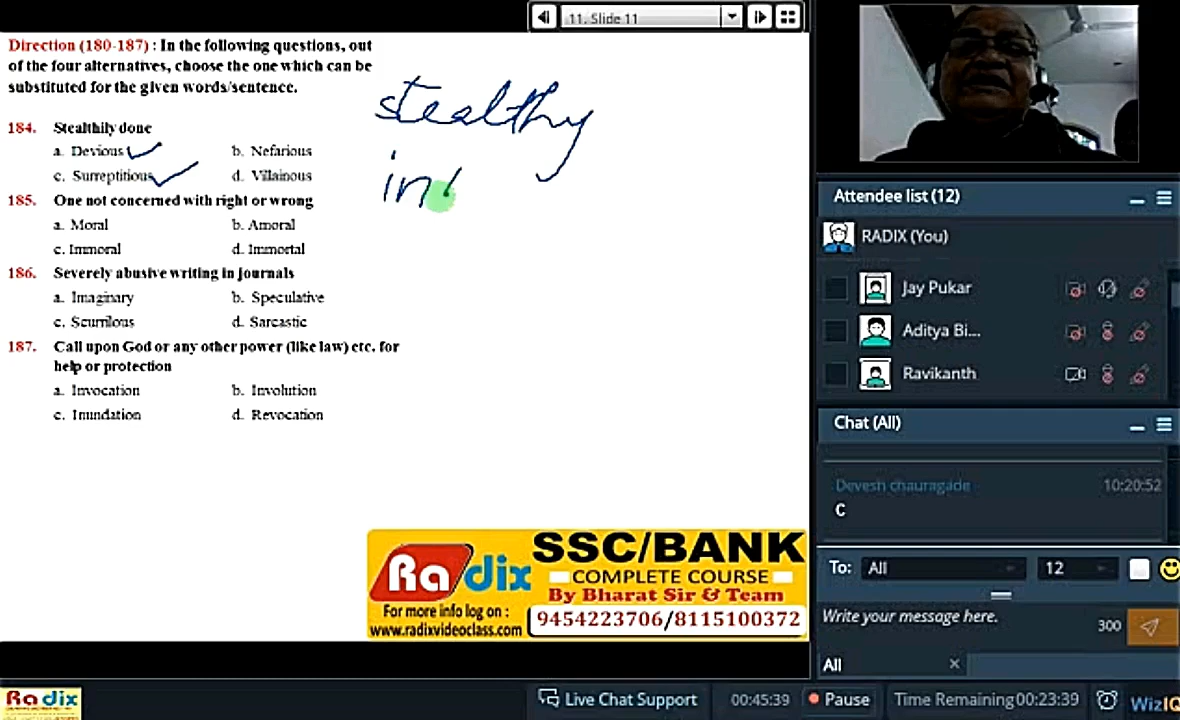 11. Slide 11
Direction (180-187) : In the following questions, out
of the four alternatives, choose the one which can be
substituted for the given words/sentence.
stealthy
184. Stealthily done
a. Devious b. Nefarious
c. Surreptitious d. Villainous
185. One not concerned with right or wrong
a. Moral b. Amoral
c. Immoral d. Immortal
186. Severely abusive writing in journals
a. Imaginary b. Speculative
c. Scurrilous d. Sarcastic
187. Call upon God or any other power (like law) etc. for
help or protection
a. Invocation b. Involution
c. Inundation d. Revocation
Radix
For more info log on :
www.radixvideoclass.com
SSC/BANK
COMPLETE COURSE
By Bharat Sir & Team
9454223706/8115100372
Attendee list (12)
RADIX (You)
Jay Pukar
Aditya Bi...
Ravikanth
Chat (All)
Devesh chauragade 10:20:52
C
To: All 12
Write your message here. 300
All
Radix
Live Chat Support 00:45:39 Pause Time Remaining 00:23:39 WizIQ